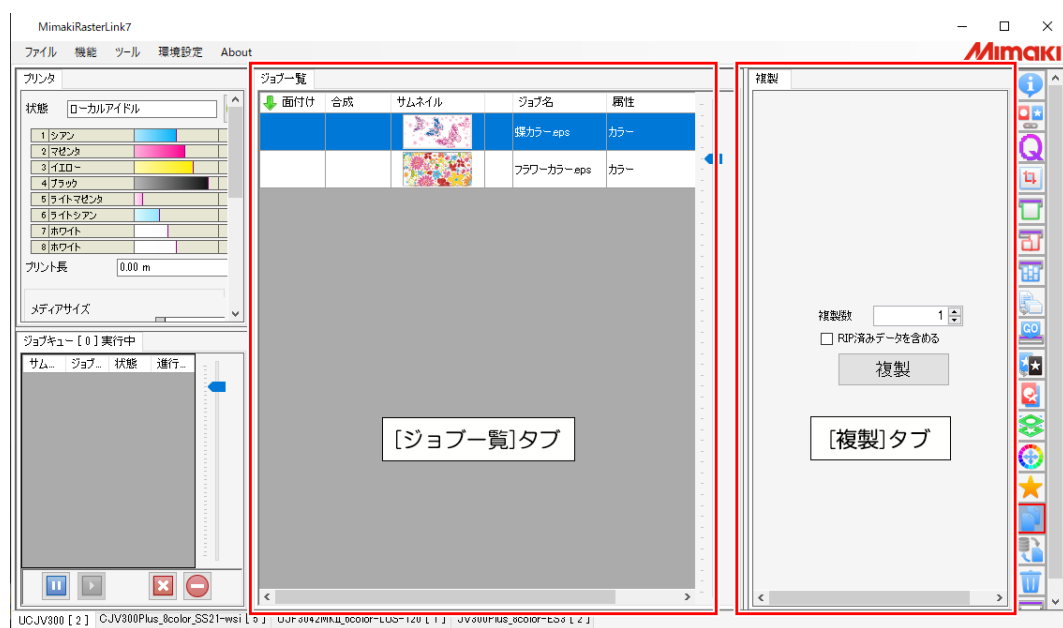 MimakiRasterLink7
ファイル 機能 ツール 環境設定 About
Mimaki
プリンタ
状態 ローカルアイドル
1 シアン
2 マゼンタ
3 イエロー
4 ブラック
5 ライトマゼンタ
6 ライトシアン
7 ホワイト
8 ホワイト
プリント長 0.00 m
メディアサイズ
ジョブキュー [ 0 ] 実行中
サム... ジョブ... 状態 進行...
ジョブ一覧
面付け 合成 サムネイル ジョブ名 属性
蝶カラー.eps カラー
フラワーカラー.eps カラー
[ジョブ一覧]タブ
複製
複製数 1
RIP済みデータを含める
複製
[複製]タブ
Q
GO
UCJV300 [ 2 ] CJV300Plus_8color_SS21-wsi [ 5 ] UJF3042MKII_6color-LUS-120 [ 1 ] JV300Plus_8color-ES3 [ 2 ]